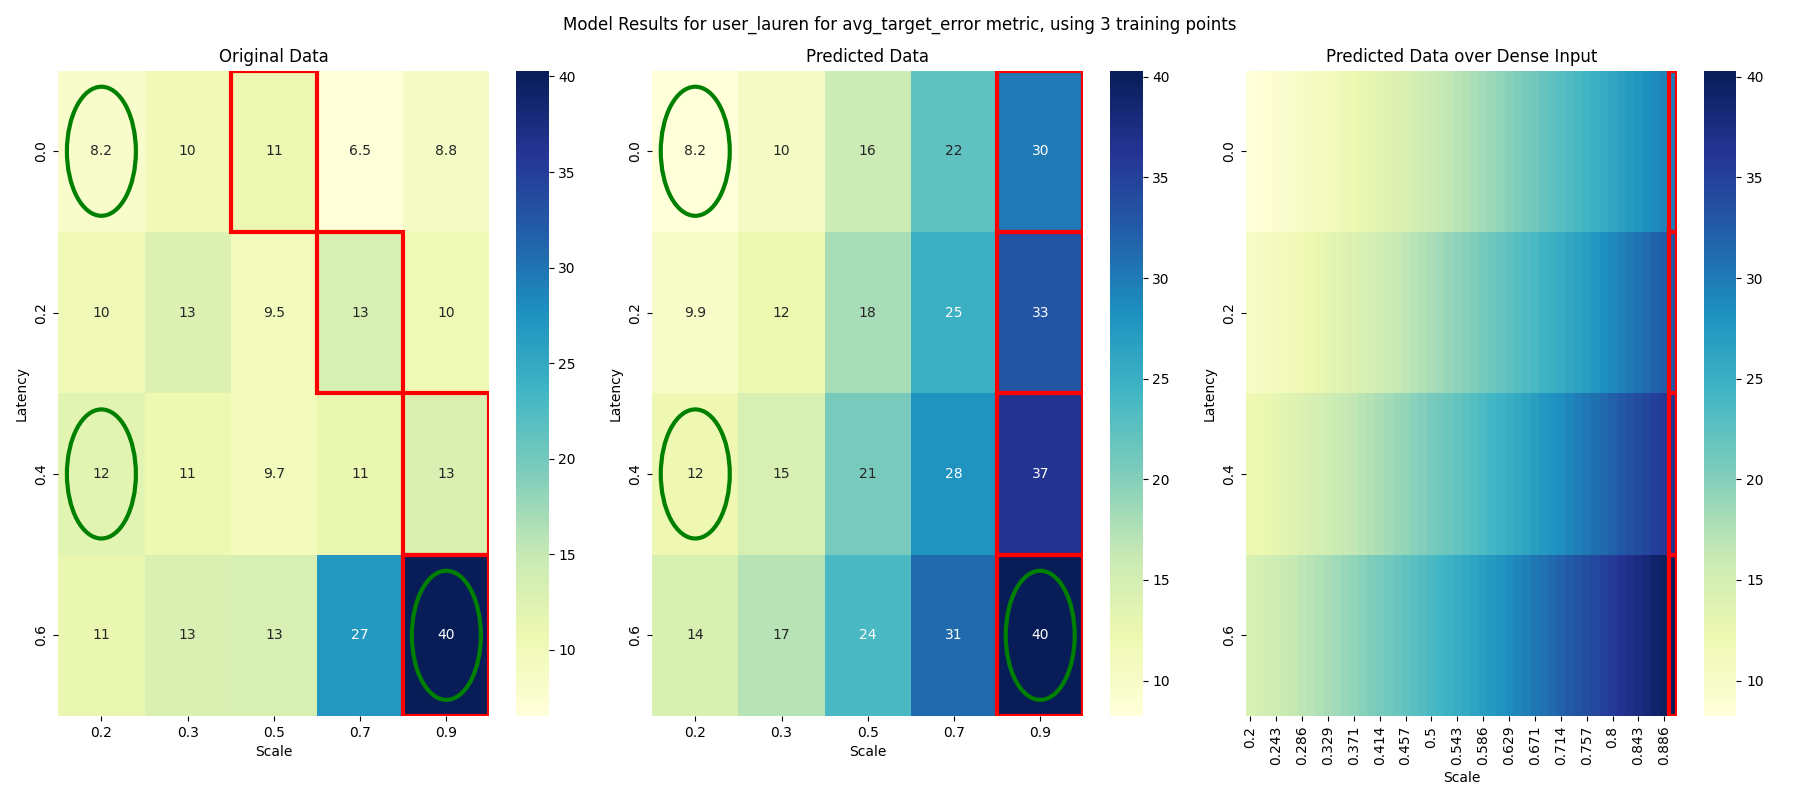 Model Results for user_lauren for avg_target_error metric, using 3 training points
Original Data
0.0 8.2 10 11 6.5 8.8
0.2 10 13 9.5 13 10
0.4 12 11 9.7 11 13
0.6 11 13 13 27 40
0.2 0.3 0.5 0.7 0.9
Scale
Latency
40
35
30
25
20
15
10
Predicted Data
0.0 8.2 10 16 22 30
0.2 9.9 12 18 25 33
0.4 12 15 21 28 37
0.6 14 17 24 31 40
0.2 0.3 0.5 0.7 0.9
Scale
Latency
40
35
30
25
20
15
10
Predicted Data over Dense Input
0.0
0.2
0.4
0.6
0.2 0.243 0.286 0.329 0.371 0.414 0.457 0.5 0.543 0.586 0.629 0.671 0.714 0.757 0.8 0.843 0.886
Scale
Latency
40
35
30
25
20
15
10